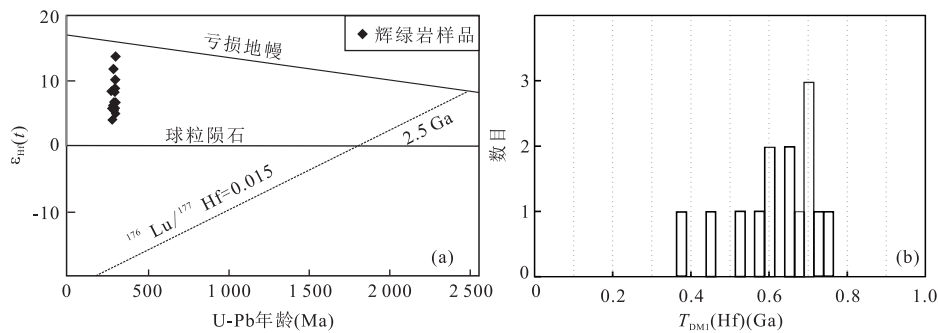 20
10
0
-10
εHf(t)
亏损地幔
◆辉绿岩样品
球粒陨石
2.5 Ga
¹⁷⁶Lu/¹⁷⁷Hf=0.015
(a)
0 500 1 000 1 500 2 000 2 500
U-Pb年龄(Ma)
3
2
1
0
数目
(b)
0 0.2 0.4 0.6 0.8 1.0
TDM1(Hf)(Ga)